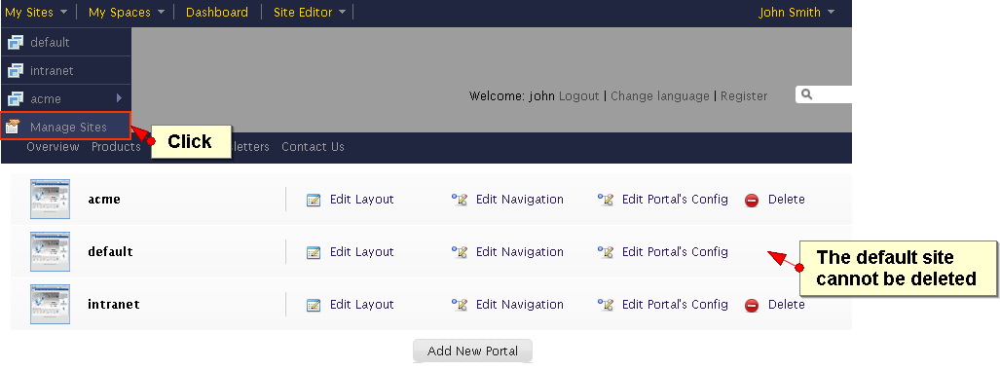 My Sites My Spaces Dashboard Site Editor John Smith
default
intranet
acme
Welcome: john Logout | Change language | Register
Manage Sites
Click
Overview Products letters Contact Us
acme Edit Layout Edit Navigation Edit Portal's Config Delete
default Edit Layout Edit Navigation Edit Portal's Config
The default site
cannot be deleted
intranet Edit Layout Edit Navigation Edit Portal's Config Delete
Add New Portal